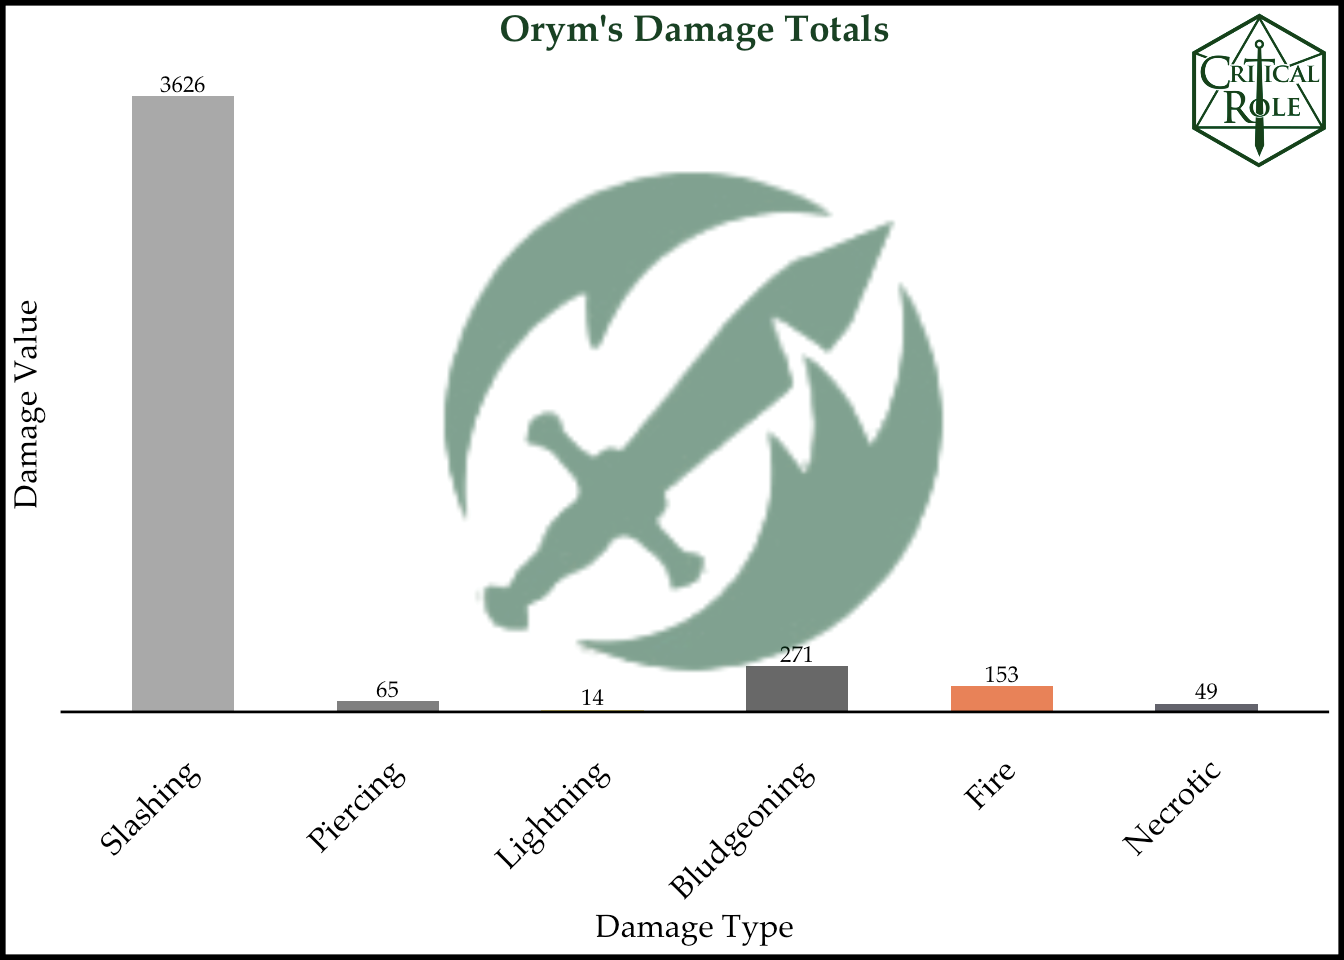 Orym's Damage Totals
CRITICAL
ROLE
3626
65
14
271
153
49
Damage Value
Slashing
Piercing
Lightning
Bludgeoning
Fire
Necrotic
Damage Type